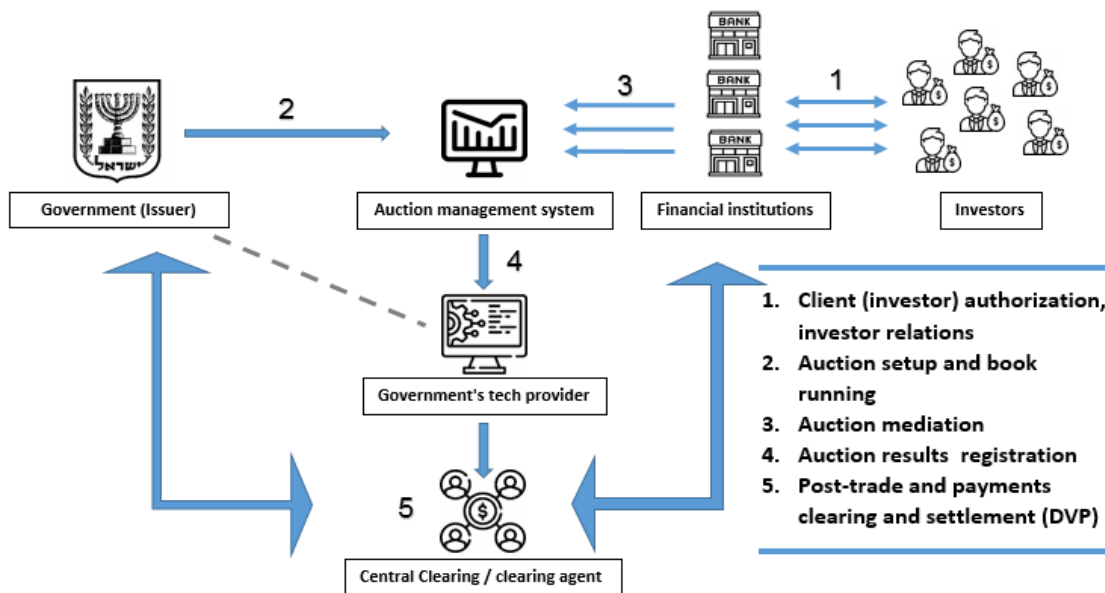 BANK
BANK
BANK
1
2
3
ישראל
Government (Issuer)
Auction management system
Financial institutions
Investors
4
1. Client (investor) authorization,
investor relations
2. Auction setup and book
running
3. Auction mediation
4. Auction results registration
5. Post-trade and payments
clearing and settlement (DVP)
Government's tech provider
5
Central Clearing / clearing agent